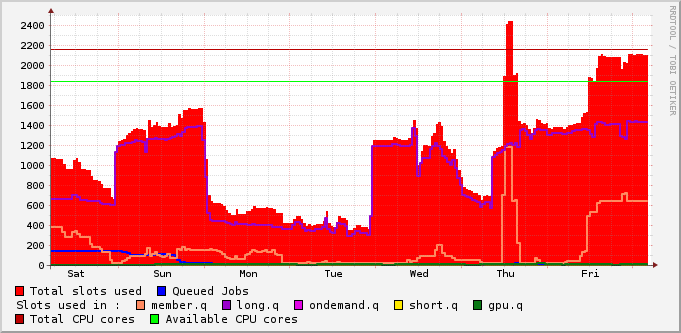 RRDTOOL / TOBI OETIKER
2400
2200
2000
1800
1600
1400
1200
1000
800
600
400
200
0
Sat Sun Mon Tue Wed Thu Fri
Total slots used Queued Jobs
Slots used in : member.q long.q ondemand.q short.q gpu.q
Total CPU cores Available CPU cores